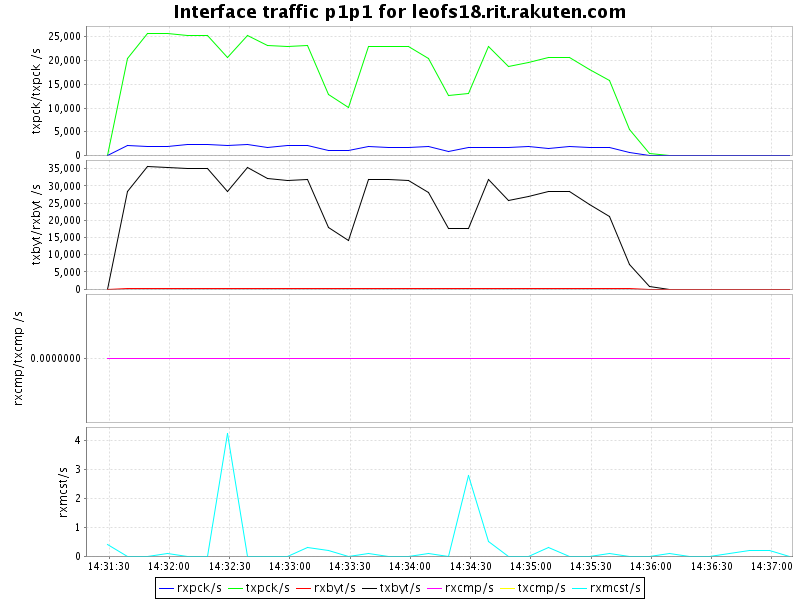 Interface traffic p1p1 for leofs18.rit.rakuten.com
txpck/txpck /s
25,000
20,000
15,000
10,000
5,000
0
txbyt/rxbyt /s
35,000
30,000
25,000
20,000
15,000
10,000
5,000
0
rxcmp/txcmp /s
0.0000000
rxmcst/s
4
3
2
1
0
14:31:30 14:32:00 14:32:30 14:33:00 14:33:30 14:34:00 14:34:30 14:35:00 14:35:30 14:36:00 14:36:30 14:37:00
rxpck/s txpck/s rxbyt/s txbyt/s rxcmp/s txcmp/s rxmcst/s